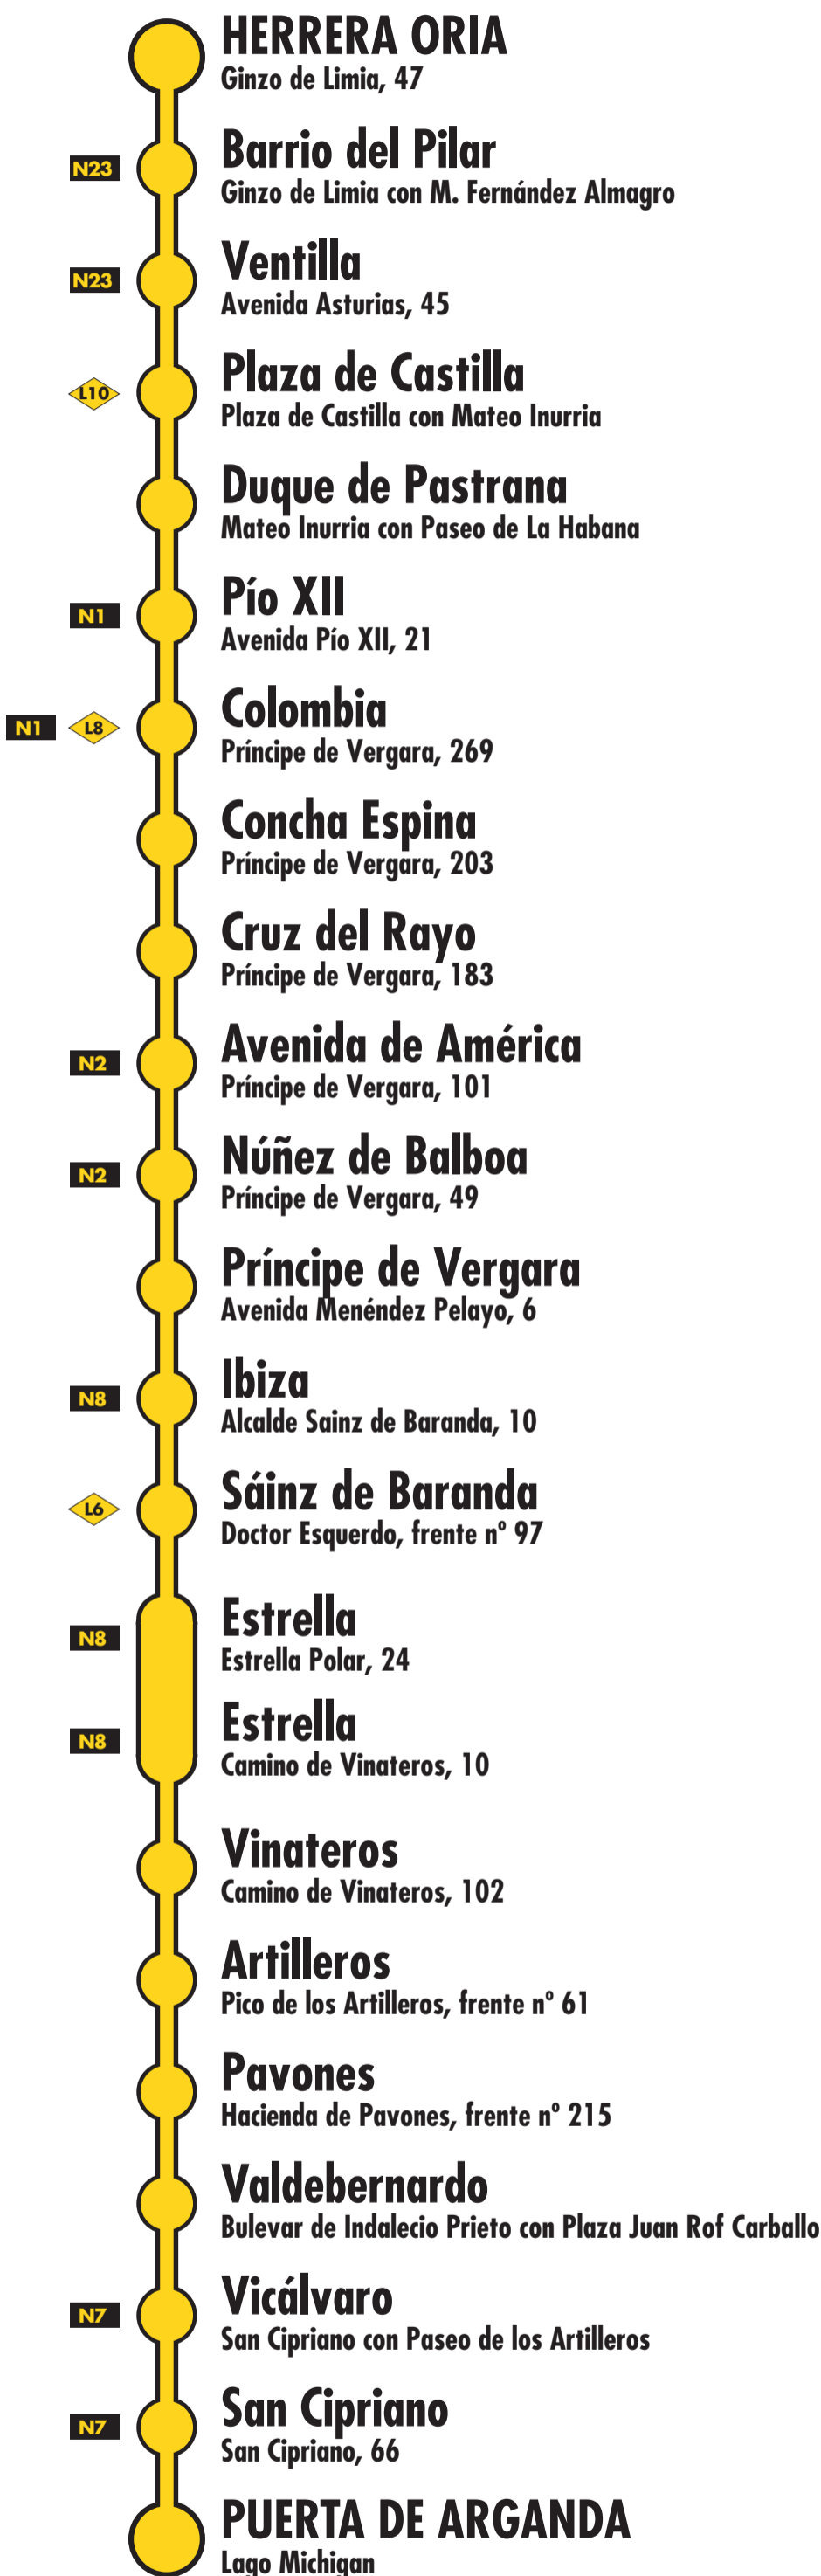 HERRERA ORIA
Ginzo de Limia, 47
N23
Barrio del Pilar
Ginzo de Limia con M. Fernández Almagro
N23
Ventilla
Avenida Asturias, 45
L10
Plaza de Castilla
Plaza de Castilla con Mateo Inurria
Duque de Pastrana
Mateo Inurria con Paseo de La Habana
N1
Pío XII
Avenida Pío XII, 21
N1 L8
Colombia
Príncipe de Vergara, 269
Concha Espina
Príncipe de Vergara, 203
Cruz del Rayo
Príncipe de Vergara, 183
N2
Avenida de América
Príncipe de Vergara, 101
N2
Núñez de Balboa
Príncipe de Vergara, 49
Príncipe de Vergara
Avenida Menéndez Pelayo, 6
N8
Ibiza
Alcalde Sainz de Baranda, 10
L6
Sáinz de Baranda
Doctor Esquerdo, frente nº 97
N8
Estrella
Estrella Polar, 24
N8
Estrella
Camino de Vinateros, 10
Vinateros
Camino de Vinateros, 102
Artilleros
Pico de los Artilleros, frente nº 61
Pavones
Hacienda de Pavones, frente nº 215
Valdebernardo
Bulevar de Indalecio Prieto con Plaza Juan Rof Carballo
N7
Vicálvaro
San Cipriano con Paseo de los Artilleros
N7
San Cipriano
San Cipriano, 66
PUERTA DE ARGANDA
Lago Michigan